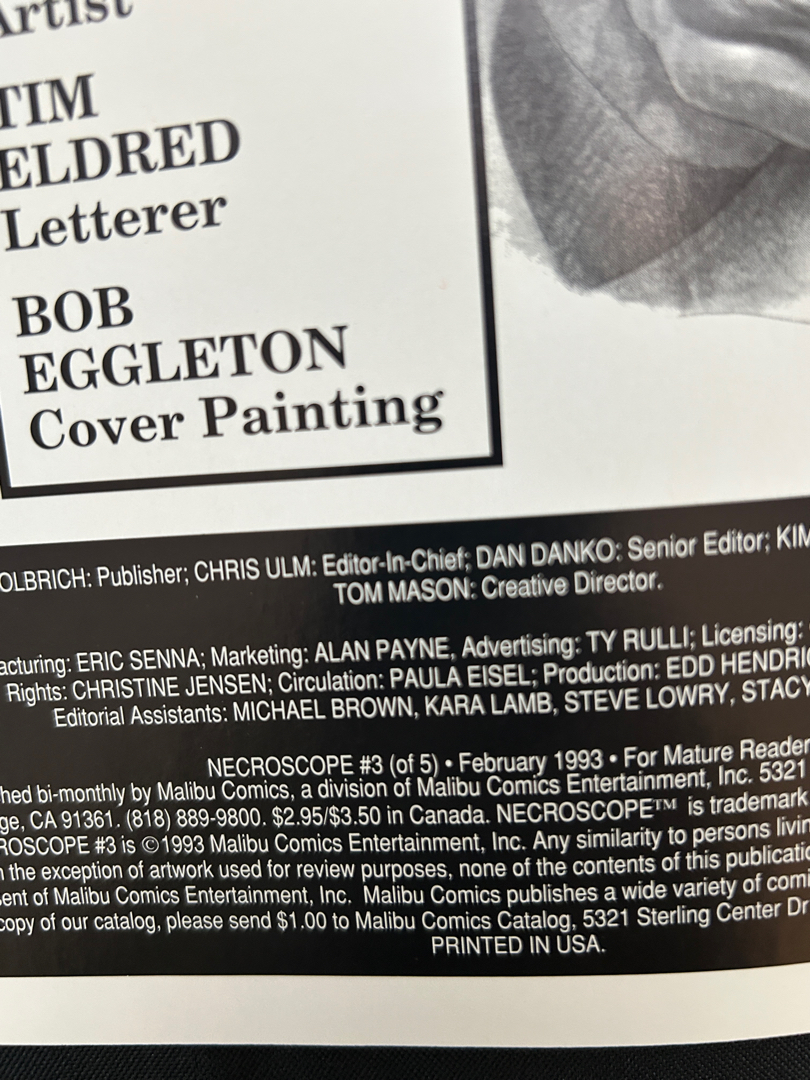 Artist
TIM
ELDRED
Letterer
BOB
EGGLETON
Cover Painting
OLBRICH: Publisher; CHRIS ULM: Editor-In-Chief; DAN DANKO: Senior Editor; KIM
TOM MASON: Creative Director.
acturing: ERIC SENNA; Marketing: ALAN PAYNE, Advertising: TY RULLI; Licensing:
Rights: CHRISTINE JENSEN; Circulation: PAULA EISEL; Production: EDD HENDRIC
Editorial Assistants: MICHAEL BROWN, KARA LAMB, STEVE LOWRY, STACY
NECROSCOPE #3 (of 5) • February 1993 • For Mature Reader
hed bi-monthly by Malibu Comics, a division of Malibu Comics Entertainment, Inc. 5321
ge, CA 91361. (818) 889-9800. $2.95/$3.50 in Canada. NECROSCOPE™ is trademark
ROSCOPE #3 is ©1993 Malibu Comics Entertainment, Inc. Any similarity to persons livin
the exception of artwork used for review purposes, none of the contents of this publicatio
sent of Malibu Comics Entertainment, Inc. Malibu Comics publishes a wide variety of comi
copy of our catalog, please send $1.00 to Malibu Comics Catalog, 5321 Sterling Center Dr
PRINTED IN USA.